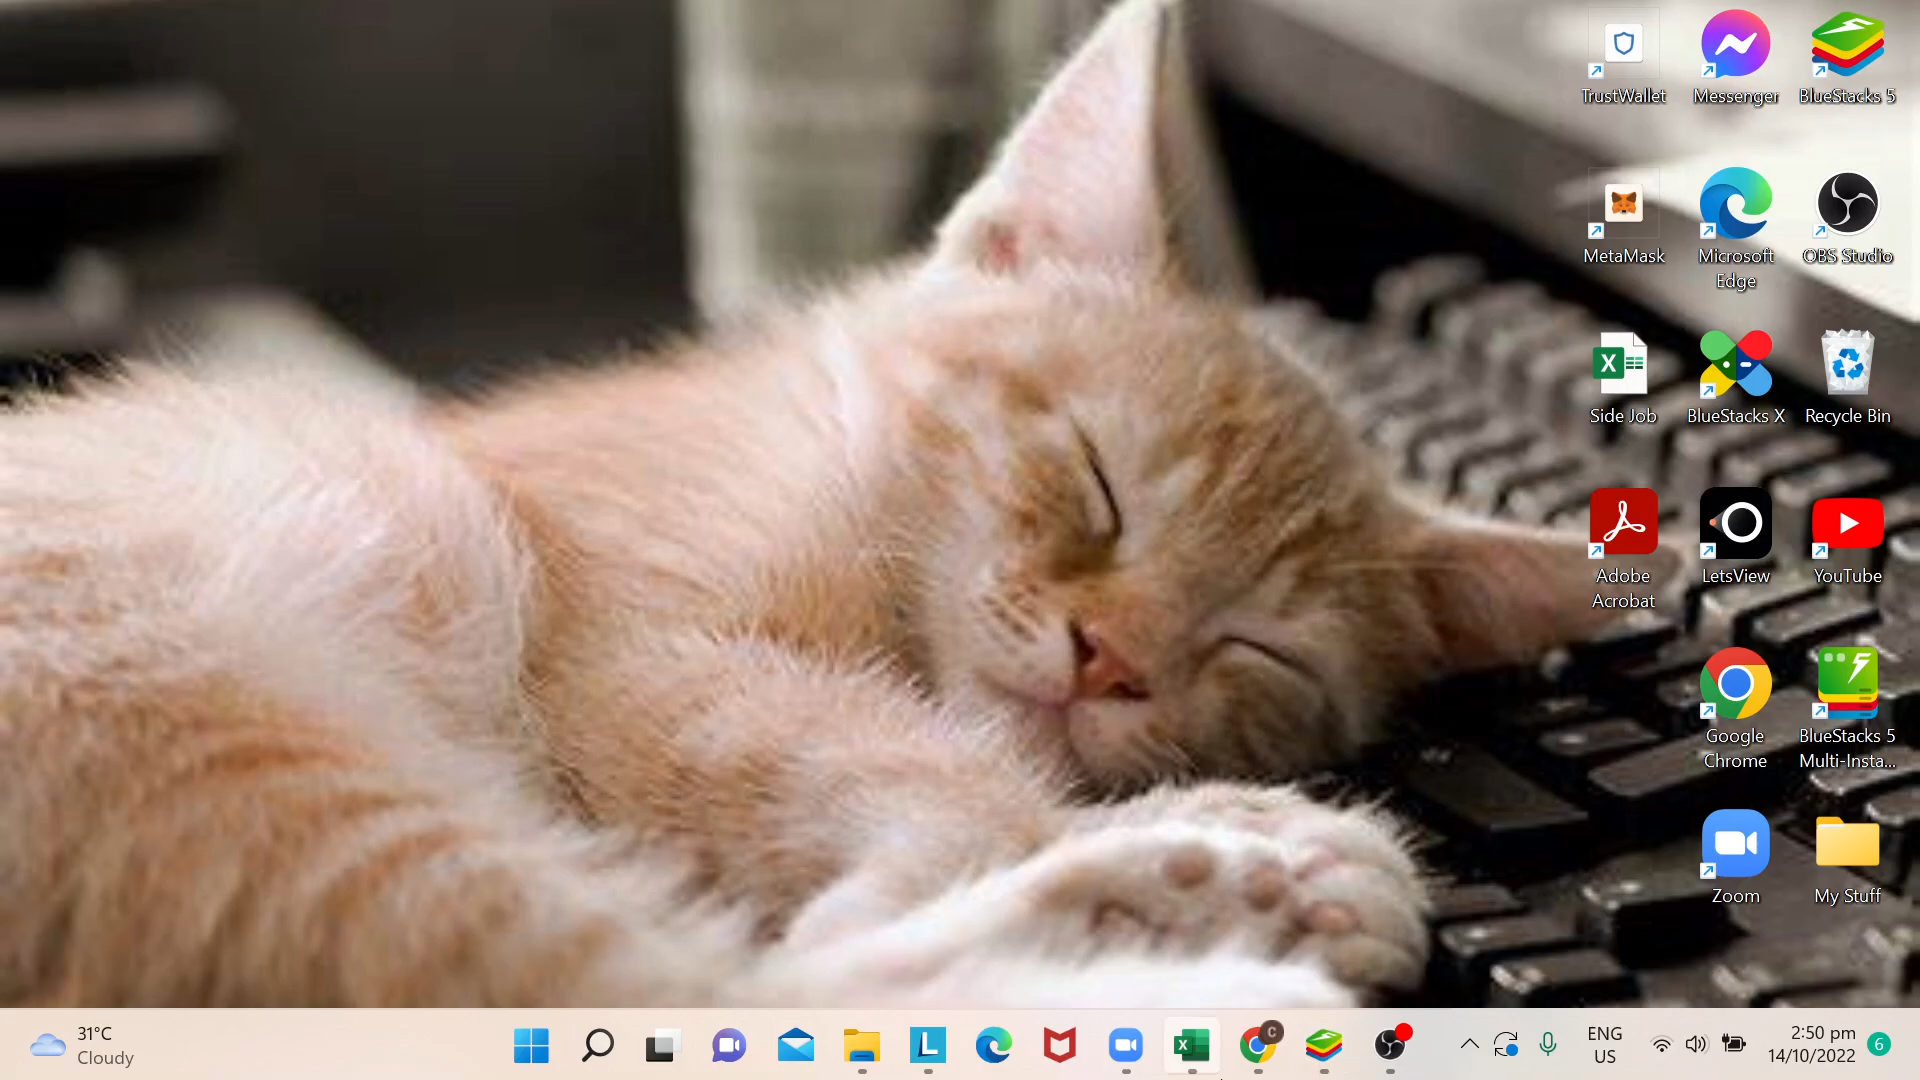 TrustWallet
Messenger
BlueStacks 5
MetaMask
Microsoft
Edge
OBS Studio
Side Job
BlueStacks X
Recycle Bin
Adobe
Acrobat
LetsView
YouTube
Google
Chrome
BlueStacks 5
Multi-Insta...
Zoom
My Stuff
31°C
Cloudy
C
ENG
US
2:50 pm
14/10/2022
6